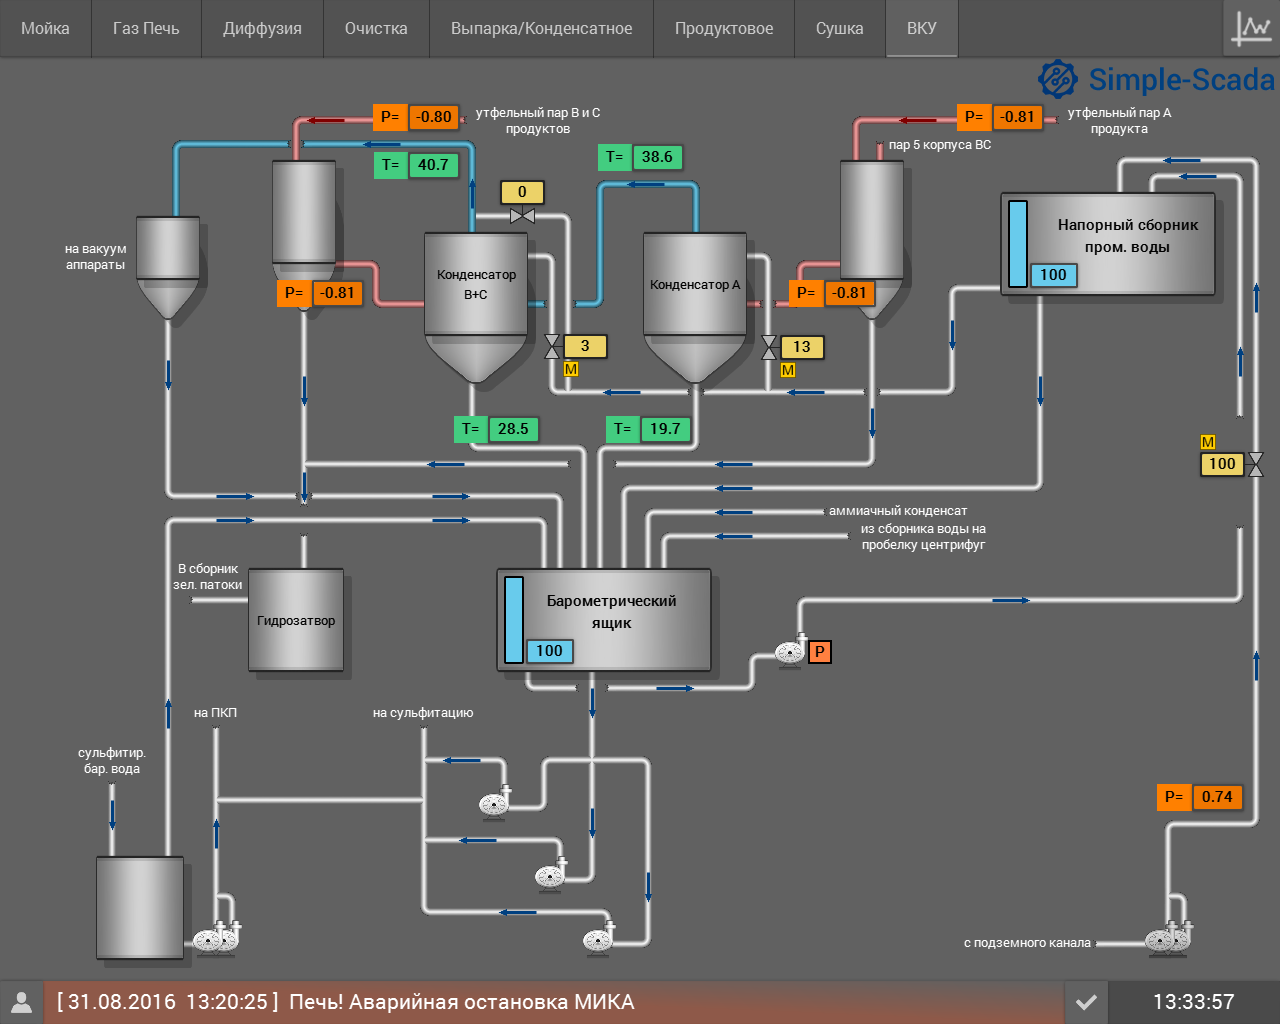 Мойка
Газ Печь
Диффузия
Очистка
Выпарка/Конденсатное
Продуктовое
Сушка
ВКУ
Simple-Scada
P= -0.80
утфельный пар В и С
продуктов
P= -0.81
утфельный пар А
продукта
пар 5 корпуса ВС
T= 40.7
T= 38.6
0
на вакуум
аппараты
Конденсатор
В+С
Конденсатор А
Напорный сборник
пром. воды
100
P= -0.81
P= -0.81
3
М
13
М
T= 28.5
T= 19.7
М
100
аммиачный конденсат
из сборника воды на
пробелку центрифуг
В сборник
зел. патоки
Гидрозатвор
Барометрический
ящик
100
Р
на ПКП
на сульфитацию
сульфитир.
бар. вода
P= 0.74
с подземного канала
[ 31.08.2016 13:20:25 ] Печь! Аварийная остановка МИКА
13:33:57